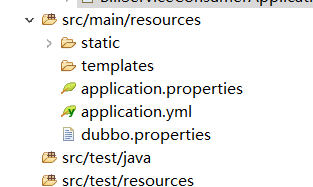 src/main/resources
static
templates
application.properties
application.yml
dubbo.properties
src/test/java
src/test/resources